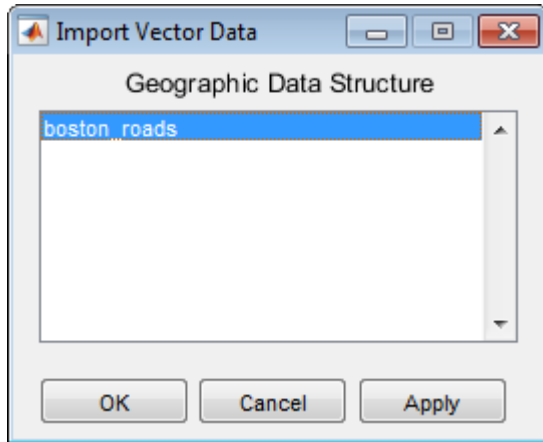 Import Vector Data
Geographic Data Structure
boston_roads
OK Cancel Apply